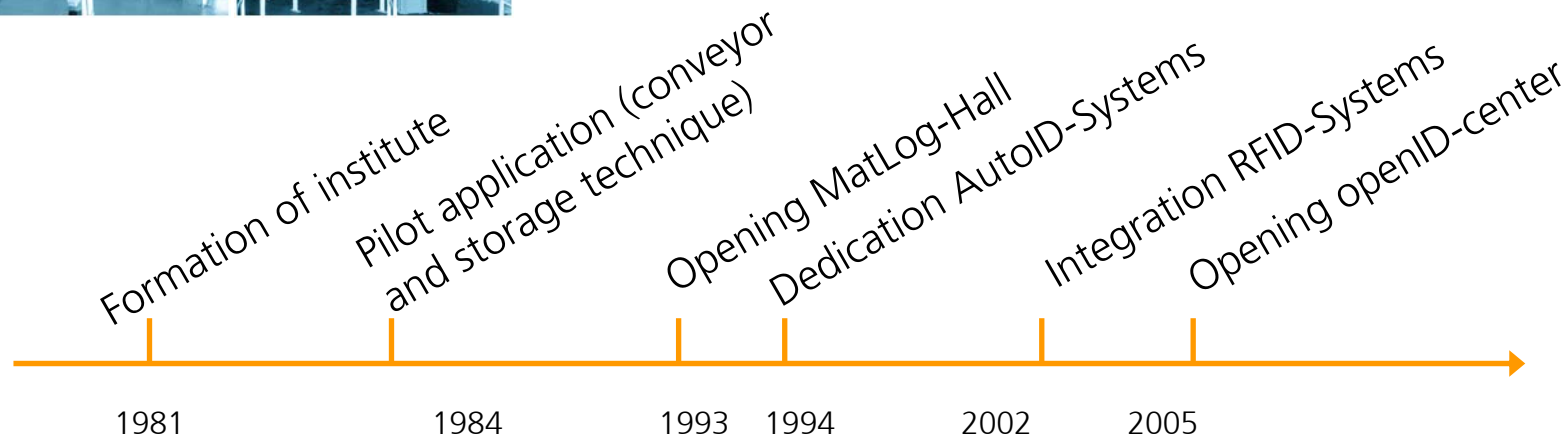 Formation of institute
Pilot application (conveyor
and storage technique)
Opening MatLog-Hall
Dedication AutoID-Systems
Integration RFID-Systems
Opening openID-center
1981
1984
1993
1994
2002
2005